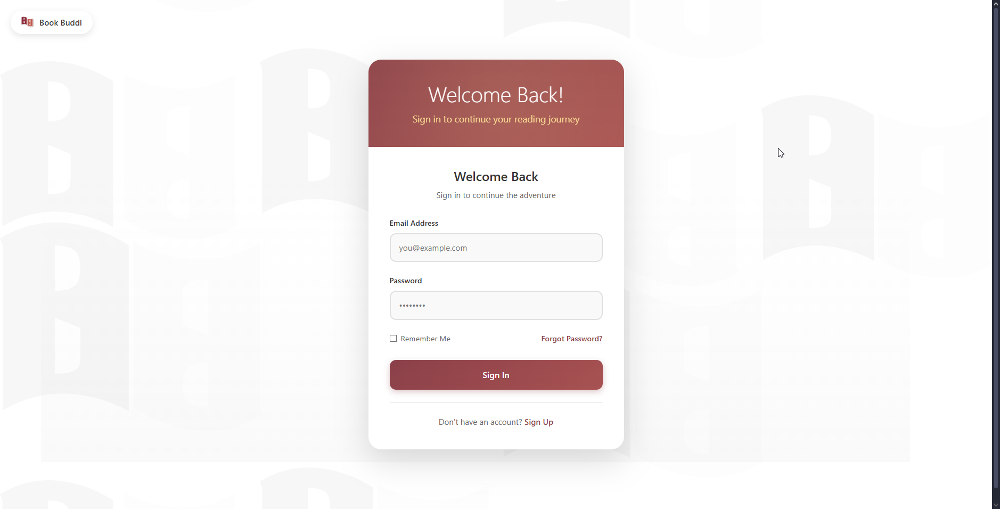 Book Buddi
Welcome Back!
Sign in to continue your reading journey
Welcome Back
Sign in to continue the adventure
Email Address
you@example.com
Password
••••••••
Remember Me
Forgot Password?
Sign In
Don't have an account? Sign Up